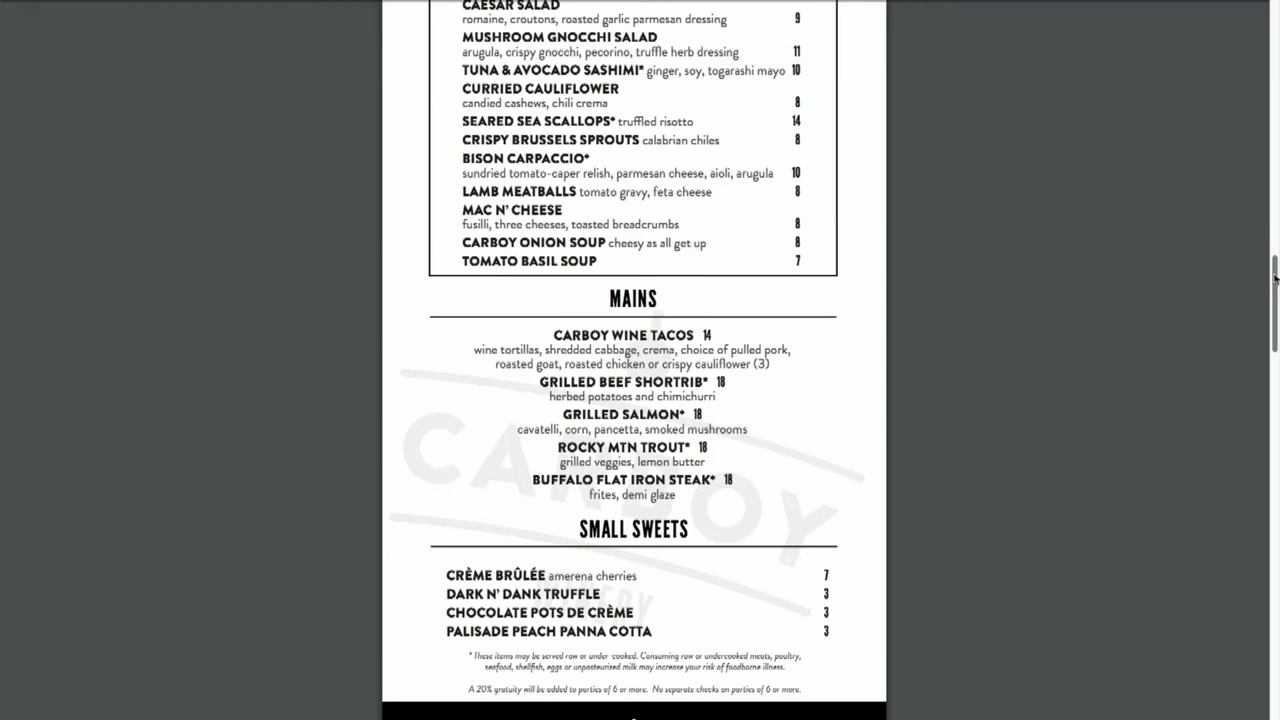 CAESAR SALAD
romaine, croutons, roasted garlic parmesan dressing 9
MUSHROOM GNOCCHI SALAD
arugula, crispy gnocchi, pecorino, truffle herb dressing 11
TUNA & AVOCADO SASHIMI* ginger, soy, togarashi mayo 10
CURRIED CAULIFLOWER
candied cashews, chili crema 8
SEARED SEA SCALLOPS* truffled risotto 14
CRISPY BRUSSELS SPROUTS calabrian chiles 8
BISON CARPACCIO*
sundried tomato-caper relish, parmesan cheese, aioli, arugula 10
LAMB MEATBALLS tomato gravy, feta cheese 8
MAC N' CHEESE
fusilli, three cheeses, toasted breadcrumbs 8
CARBOY ONION SOUP cheesy as all get up 8
TOMATO BASIL SOUP 7
MAINS
CARBOY WINE TACOS 14
wine tortillas, shredded cabbage, crema, choice of pulled pork,
roasted goat, roasted chicken or crispy cauliflower (3)
GRILLED BEEF SHORTRIB* 18
herbed potatoes and chimichurri
GRILLED SALMON* 18
cavatelli, corn, pancetta, smoked mushrooms
ROCKY MTN TROUT* 18
grilled veggies, lemon butter
BUFFALO FLAT IRON STEAK* 18
frites, demi glaze
CARBOY
WINERY
SMALL SWEETS
CRÈME BRÛLÉE amerena cherries 7
DARK N' DANK TRUFFLE 3
CHOCOLATE POTS DE CRÈME 3
PALISADE PEACH PANNA COTTA 3
* These items may be served raw or under cooked. Consuming raw or undercooked meats, poultry,
seafood, shellfish, eggs or unpasteurized milk may increase your risk of foodborne illness.
A 20% gratuity will be added to parties of 6 or more. No separate checks on parties of 6 or more.